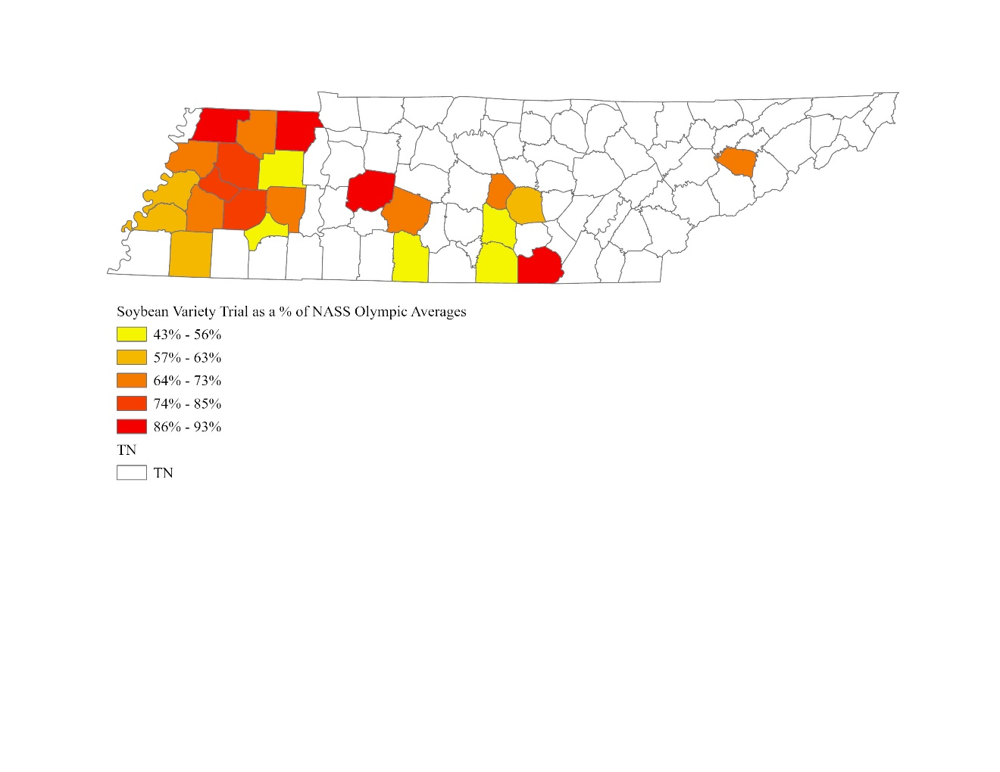 Soybean Variety Trial as a % of NASS Olympic Averages
43% - 56%
57% - 63%
64% - 73%
74% - 85%
86% - 93%
TN
TN